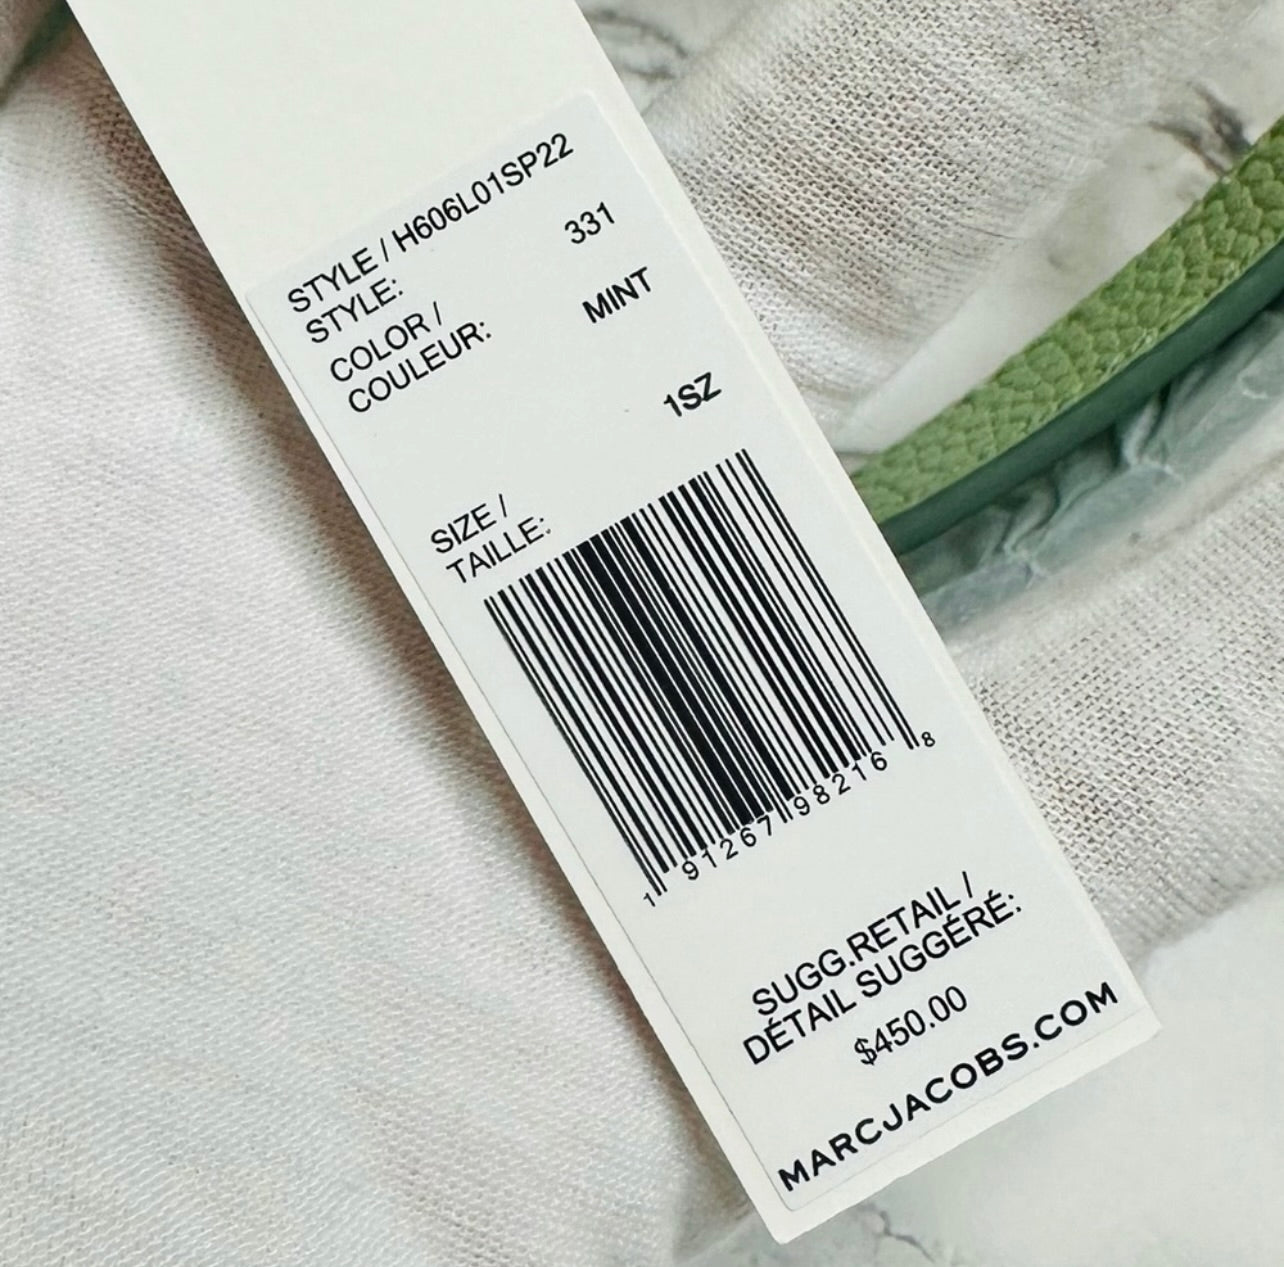 STYLE / H606L01SP22
STYLE:
COLOR / 331
COULEUR: MINT
1SZ
SIZE /
TAILLE:
1 91267 98216 8
SUGG.RETAIL /
DÉTAIL SUGGÉRÉ:
$450.00
MARCJACOBS.COM